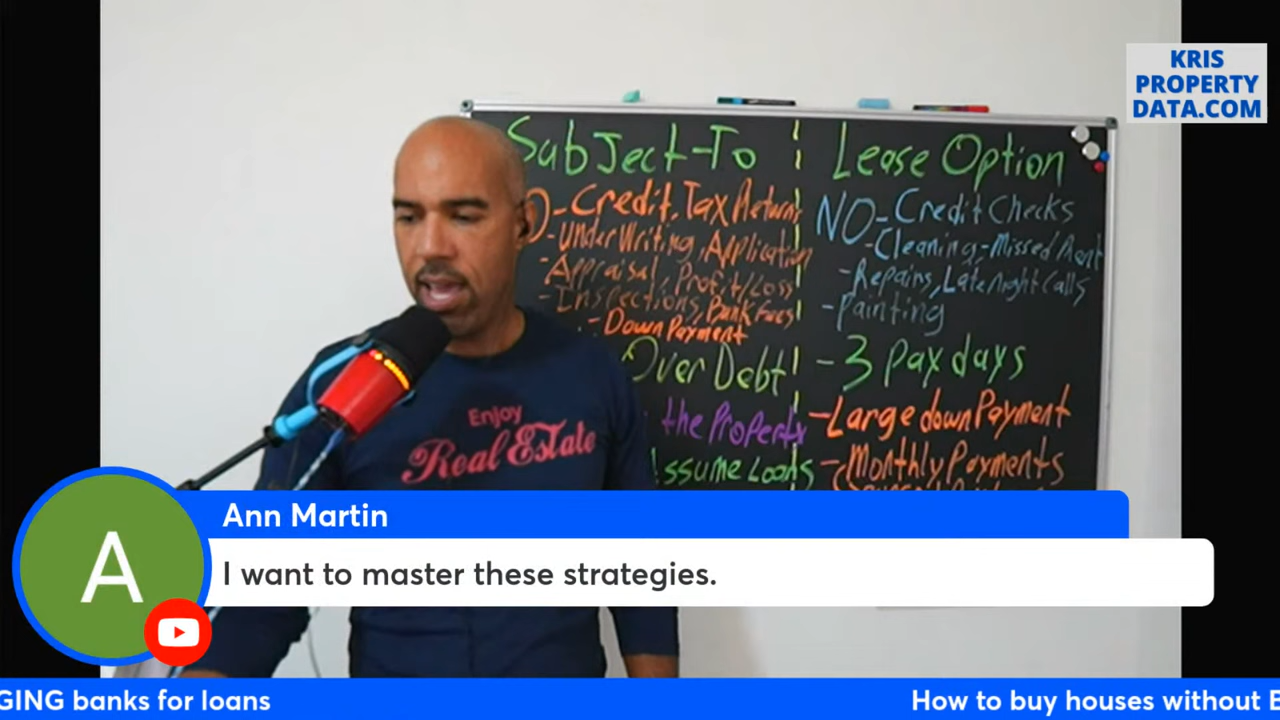 KRIS
PROPERTY
DATA.COM
SubJect-To
-Credit, Tax Returns
-UnderWriting, Application
-Appraisal, Profit/Loss
-Inspections, Bank Fees
-Down Payment
Over Debt
the Property
Assume Loans
Lease Option
NO-Credit Checks
-Cleaning,-Missed Rent
-Repairs, Late Night Calls
-Painting
-3 Pay days
-Large down Payment
-Monthly Payments
Enjoy
Real Estate
A
Ann Martin
I want to master these strategies.
GING banks for loans
How to buy houses without